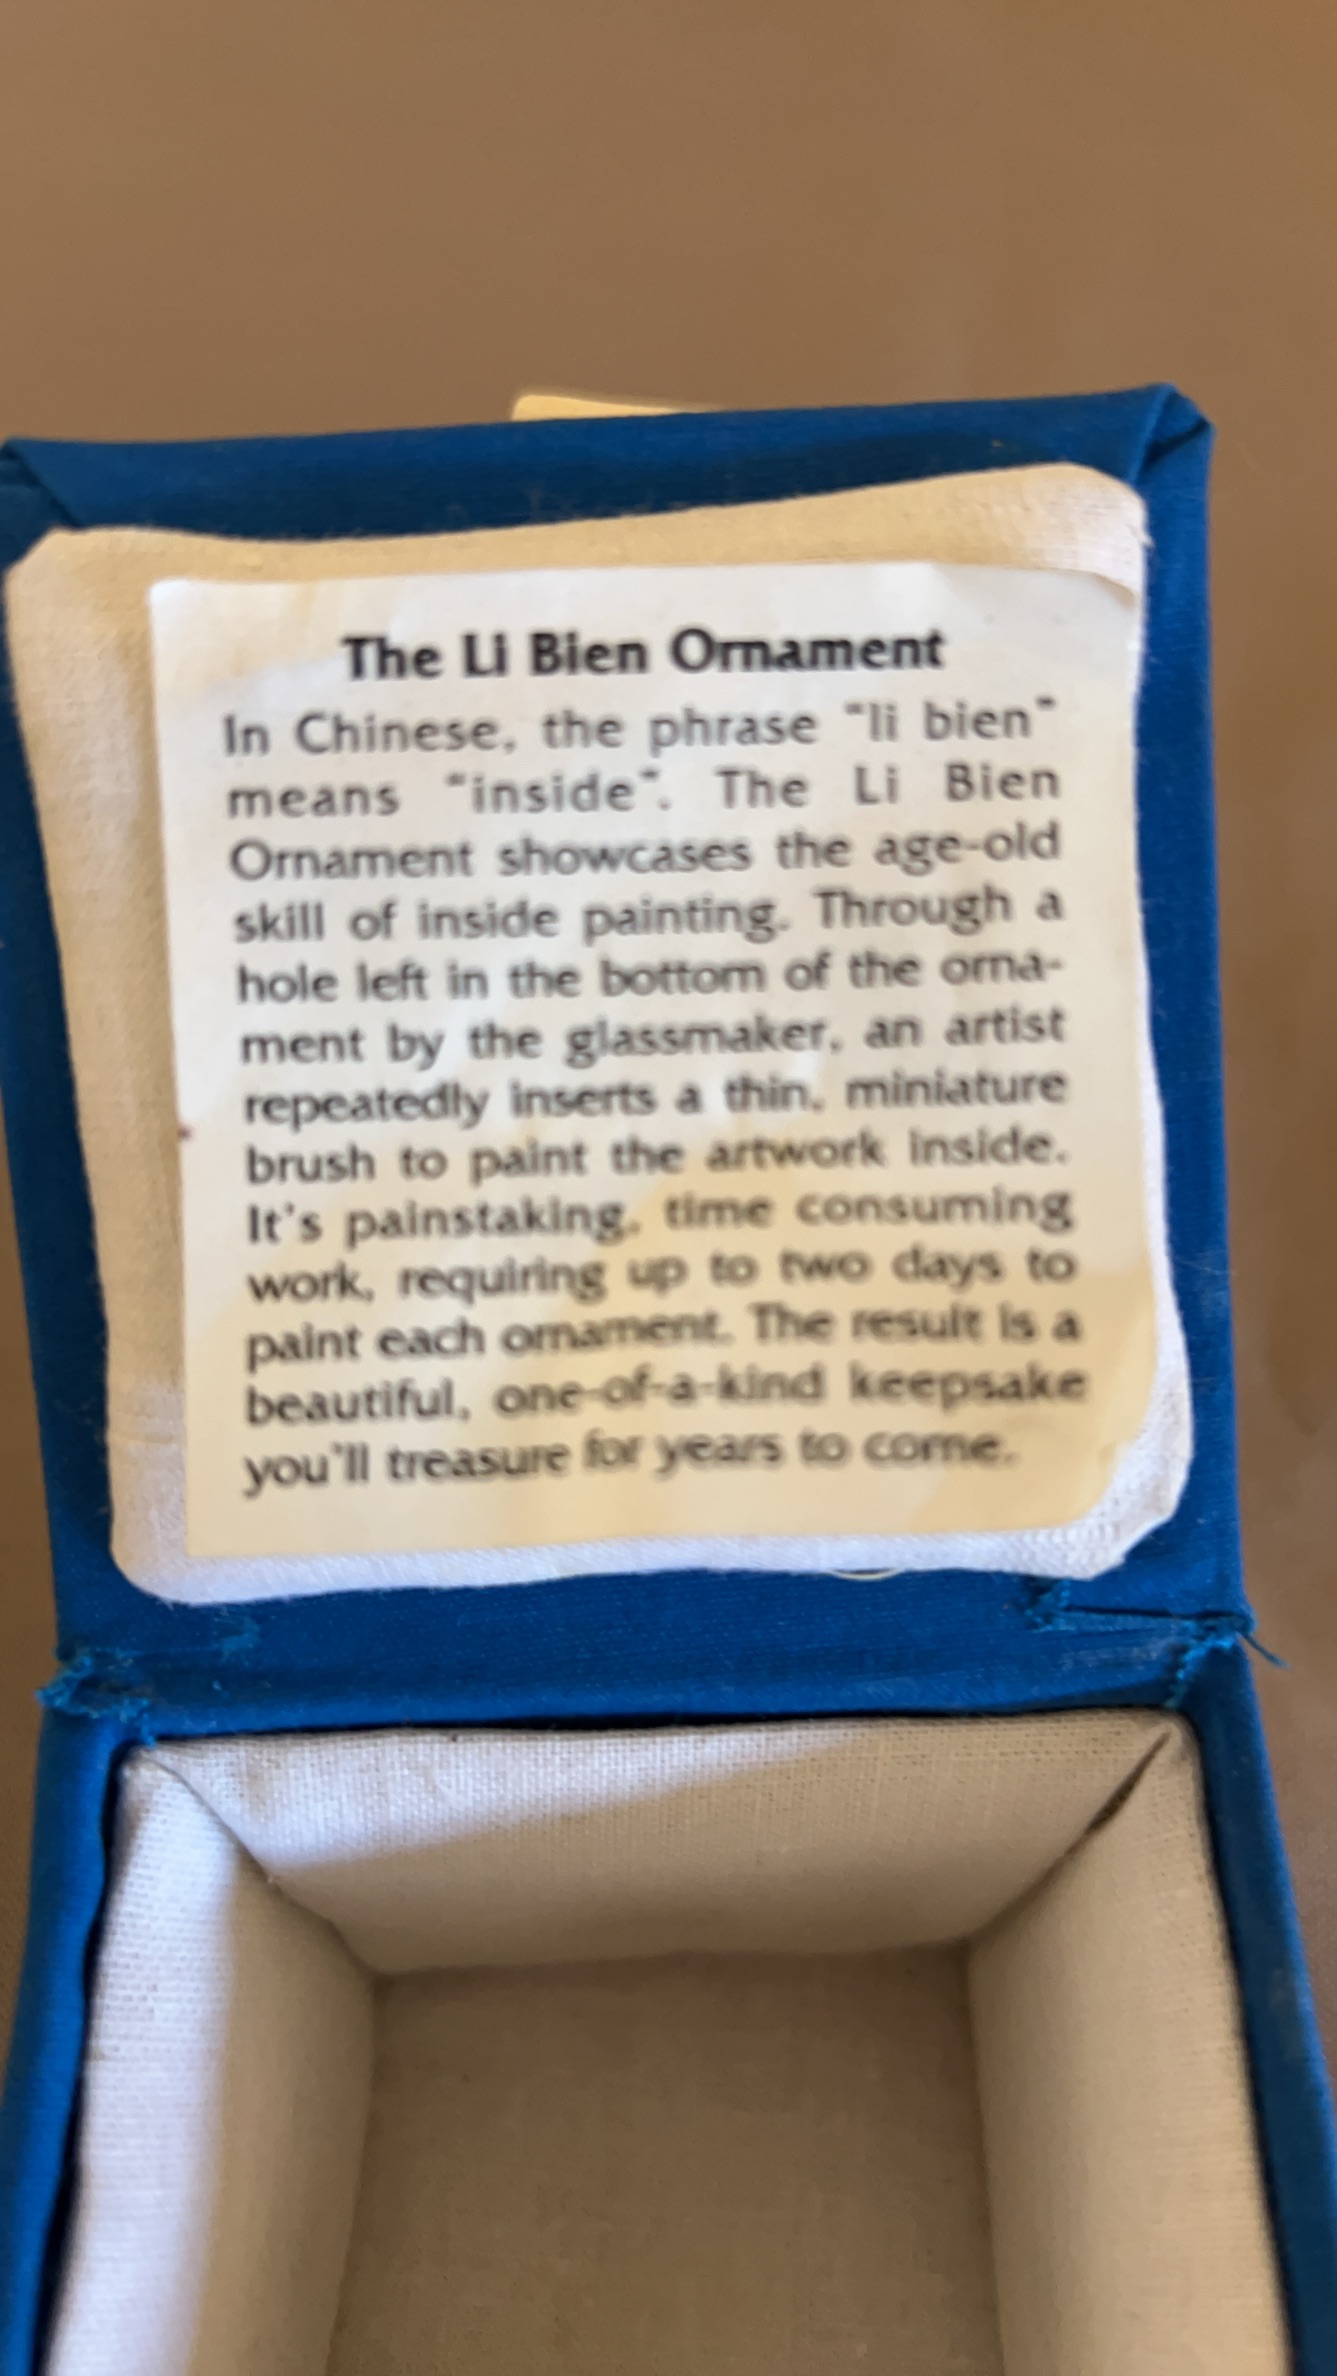 The Li Bien Ornament
In Chinese, the phrase "li bien"
means "inside". The Li Bien
Ornament showcases the age-old
skill of inside painting. Through a
hole left in the bottom of the orna-
ment by the glassmaker, an artist
repeatedly inserts a thin, miniature
brush to paint the artwork inside.
It's painstaking, time consuming
work, requiring up to two days to
paint each ornament. The result is a
beautiful, one-of-a-kind keepsake
you'll treasure for years to come.